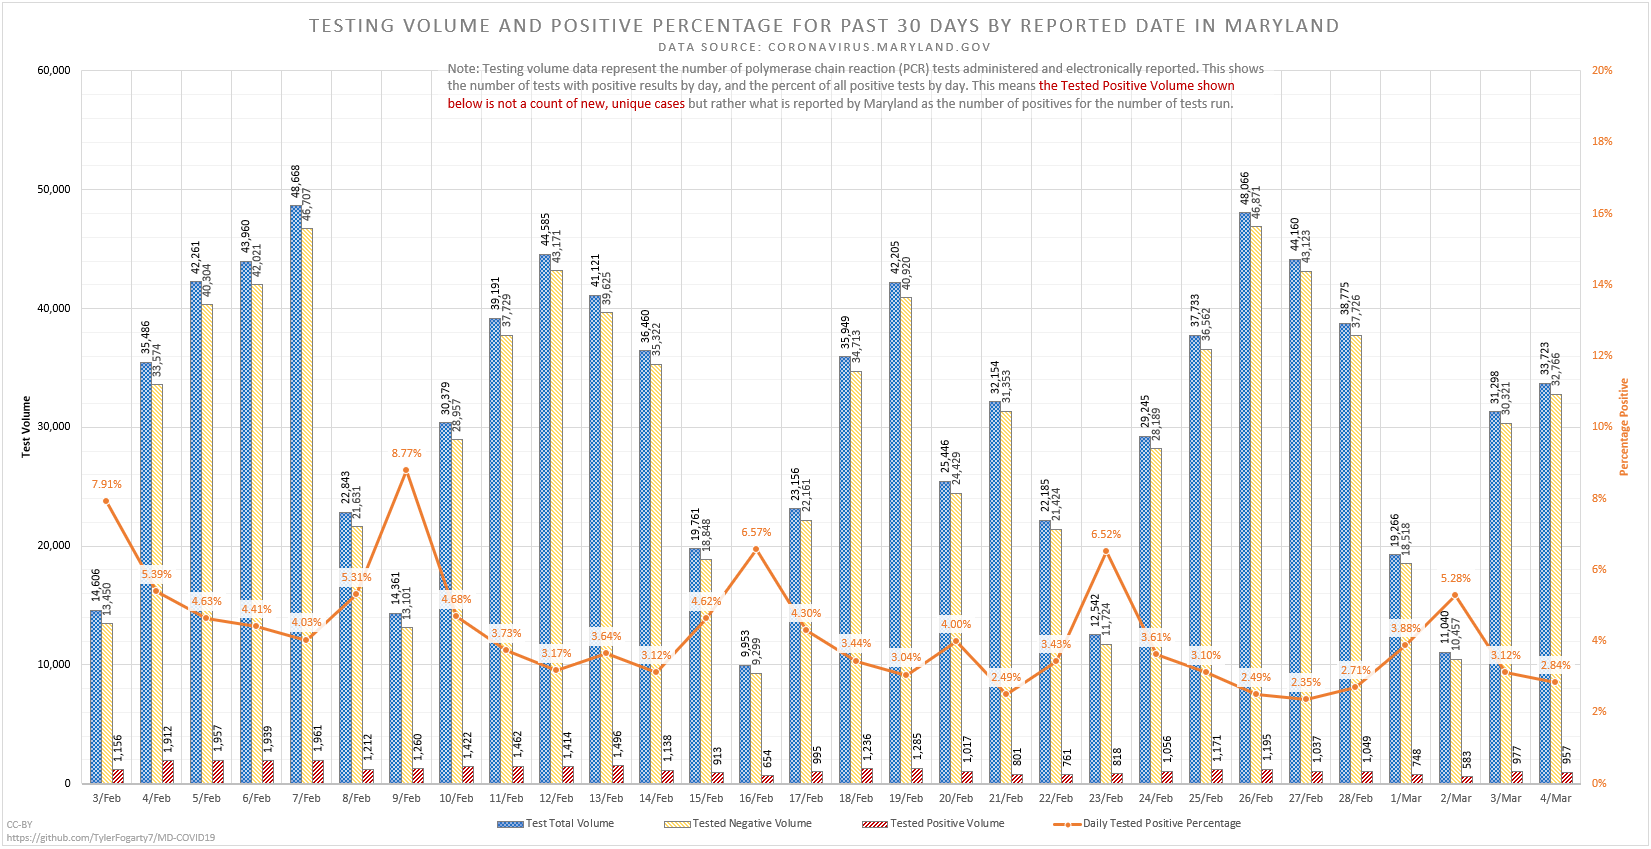 TESTING VOLUME AND POSITIVE PERCENTAGE FOR PAST 30 DAYS BY REPORTED DATE IN MARYLAND
DATA SOURCE: CORONAVIRUS.MARYLAND.GOV
Note: Testing volume data represent the number of polymerase chain reaction (PCR) tests administered and electronically reported. This shows
the number of tests with positive results by day, and the percent of all positive tests by day. This means the Tested Positive Volume shown
below is not a count of new, unique cases but rather what is reported by Maryland as the number of positives for the number of tests run.
Test Volume
60,000
50,000
40,000
30,000
20,000
10,000
0
14,606 13,450 1,156 7.91%
35,486 33,574 1,912 5.39%
42,261 40,304 1,957 4.63%
43,960 42,021 1,939 4.41%
48,668 46,707 1,961 4.03%
22,843 21,631 1,212 5.31%
14,361 13,101 1,260 8.77%
30,379 28,957 1,422 4.68%
39,191 37,729 1,462 3.73%
44,585 43,171 1,414 3.17%
41,121 39,625 1,496 3.64%
36,460 35,322 1,138 3.12%
19,761 18,848 913 4.62%
9,953 9,299 654 6.57%
23,156 22,161 995 4.30%
35,949 34,713 1,236 3.44%
42,205 40,920 1,285 3.04%
25,446 24,429 1,017 4.00%
32,154 31,353 801 2.49%
22,185 21,424 761 3.43%
12,542 11,724 818 6.52%
29,245 28,189 1,056 3.61%
37,733 36,562 1,171 3.10%
48,066 46,871 1,195 2.49%
44,160 43,123 1,037 2.35%
38,775 37,726 1,049 2.71%
19,266 18,518 748 3.88%
11,040 10,457 583 5.28%
31,298 30,321 977 3.12%
33,723 32,766 957 2.84%
20%
18%
16%
14%
12%
10%
8%
6%
4%
2%
0%
Percentage Positive
3/Feb 4/Feb 5/Feb 6/Feb 7/Feb 8/Feb 9/Feb 10/Feb 11/Feb 12/Feb 13/Feb 14/Feb 15/Feb 16/Feb 17/Feb 18/Feb 19/Feb 20/Feb 21/Feb 22/Feb 23/Feb 24/Feb 25/Feb 26/Feb 27/Feb 28/Feb 1/Mar 2/Mar 3/Mar 4/Mar
Test Total Volume Tested Negative Volume Tested Positive Volume Daily Tested Positive Percentage
CC-BY
https://github.com/TylerFogarty7/MD-COVID19